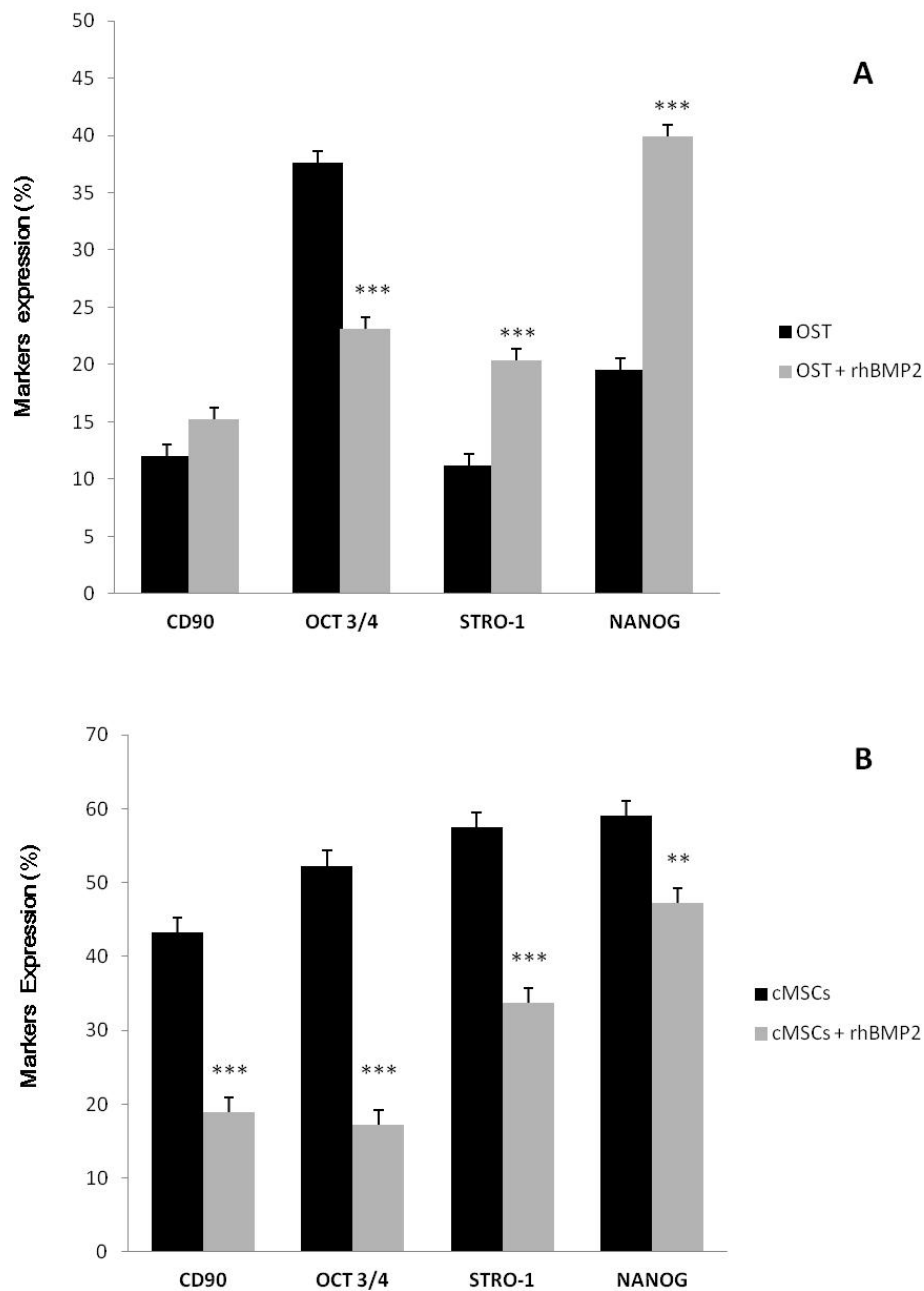 A
50
45
40
35
30
25
20
15
10
5
0
Markers expression (%)
***
***
***
OST
OST + rhBMP2
CD90 OCT 3/4 STRO-1 NANOG
B
70
60
50
40
30
20
10
0
Markers Expression (%)
***
***
***
**
cMSCs
cMSCs + rhBMP2
CD90 OCT 3/4 STRO-1 NANOG